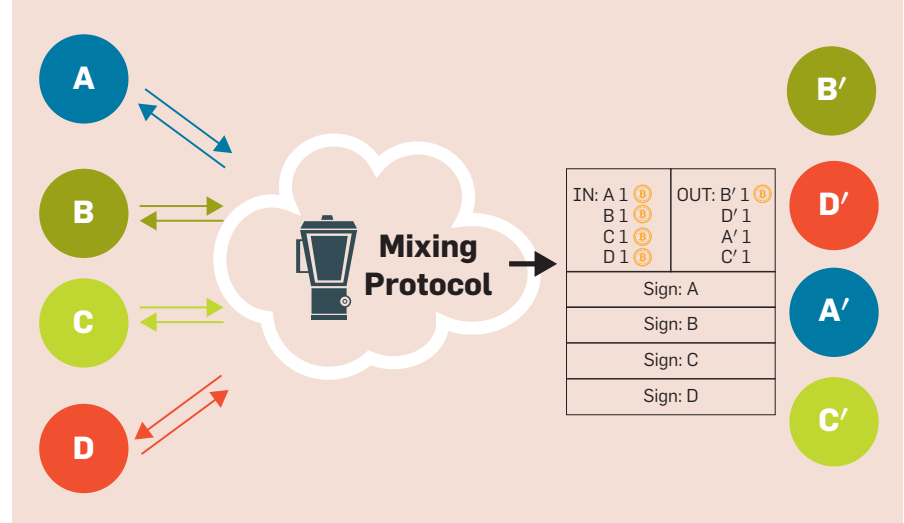 A
B
C
D
Mixing
Protocol
IN: A 1 ₿
B 1 ₿
C 1 ₿
D 1 ₿
OUT: B′ 1 ₿
D′ 1
A′ 1
C′ 1
Sign: A
Sign: B
Sign: C
Sign: D
B′
D′
A′
C′